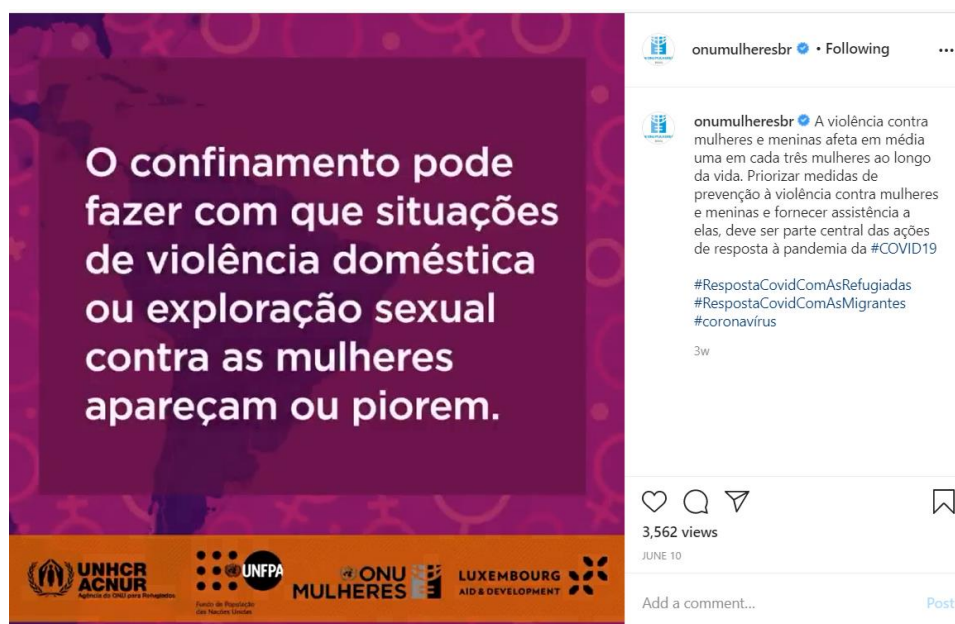 O confinamento pode
fazer com que situações
de violência doméstica
ou exploração sexual
contra as mulheres
apareçam ou piorem.
UNHCR
ACNUR
Agência da ONU para Refugiados
UNFPA
Fundo de População
das Nações Unidas
ONU
MULHERES
LUXEMBOURG
AID & DEVELOPMENT
onumulheresbr • Following
onumulheresbr A violência contra
mulheres e meninas afeta em média
uma em cada três mulheres ao longo
da vida. Priorizar medidas de
prevenção à violência contra mulheres
e meninas e fornecer assistência a
elas, deve ser parte central das ações
de resposta à pandemia da #COVID19
#RespostaCovidComAsRefugiadas
#RespostaCovidComAsMigrantes
#coronavírus
3w
3,562 views
JUNE 10
Add a comment...
Post